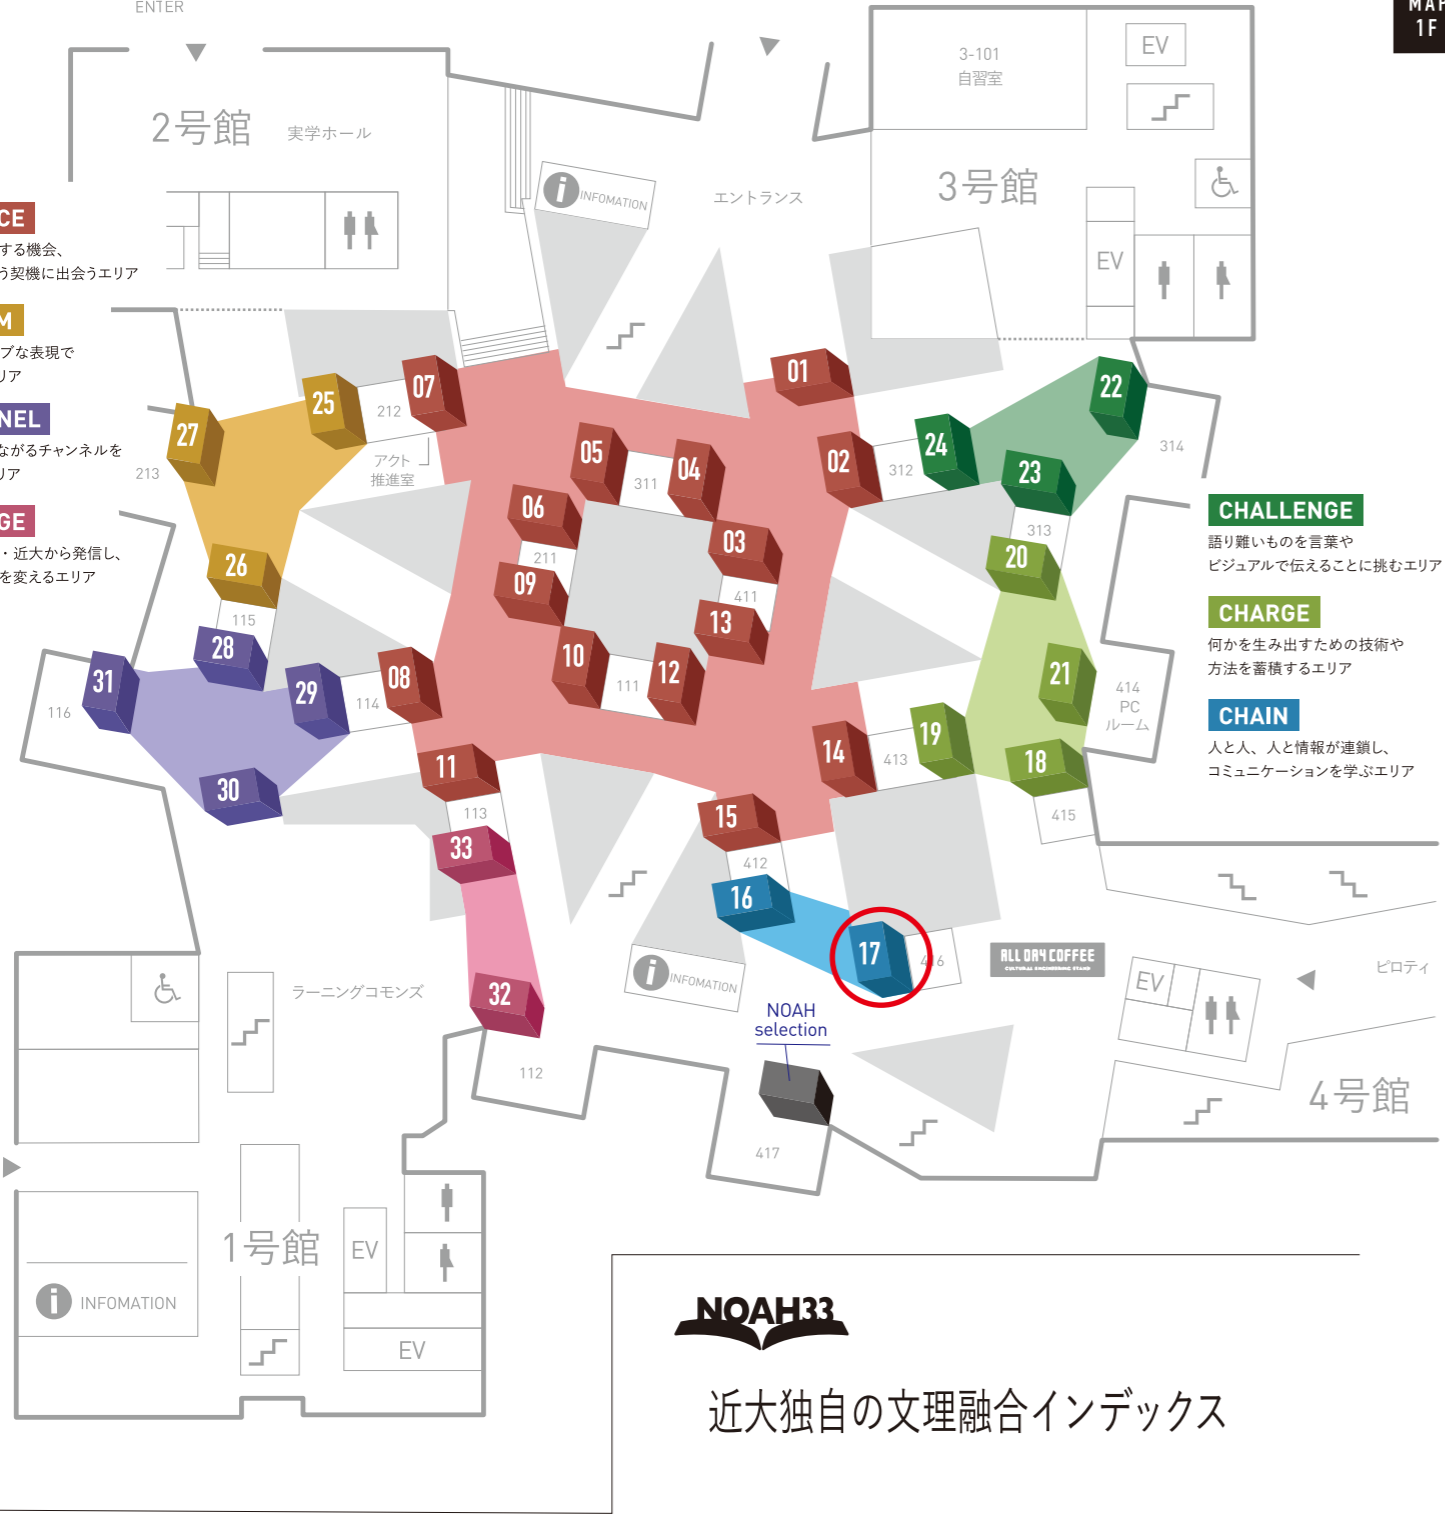 ENTER
MAP
1F
2号館
実学ホール
INFOMATION
エントランス
3-101
自習室
EV
3号館
EV
CE
する機会、
う契機に出会うエリア
M
ブな表現で
リア
NEL
ながるチャンネルを
リア
GE
・近大から発信し、
を変えるエリア
01
02
03
04
05
06
07
08
09
10
11
12
13
14
15
16
17
18
19
20
21
22
23
24
25
26
27
28
29
30
31
32
33
212
アクト
推進室
213
311
211
411
111
312
314
313
115
116
114
113
413
414
PC
ルーム
415
412
416
112
417
CHALLENGE
語り難いものを言葉や
ビジュアルで伝えることに挑むエリア
CHARGE
何かを生み出すための技術や
方法を蓄積するエリア
CHAIN
人と人、人と情報が連鎖し、
コミュニケーションを学ぶエリア
ラーニングコモンズ
INFOMATION
NOAH
selection
ALL DAY COFFEE
CULTURAL ENGINEERING STAND
EV
ピロティ
4号館
1号館
EV
INFOMATION
EV
NOAH33
近大独自の文理融合インデックス